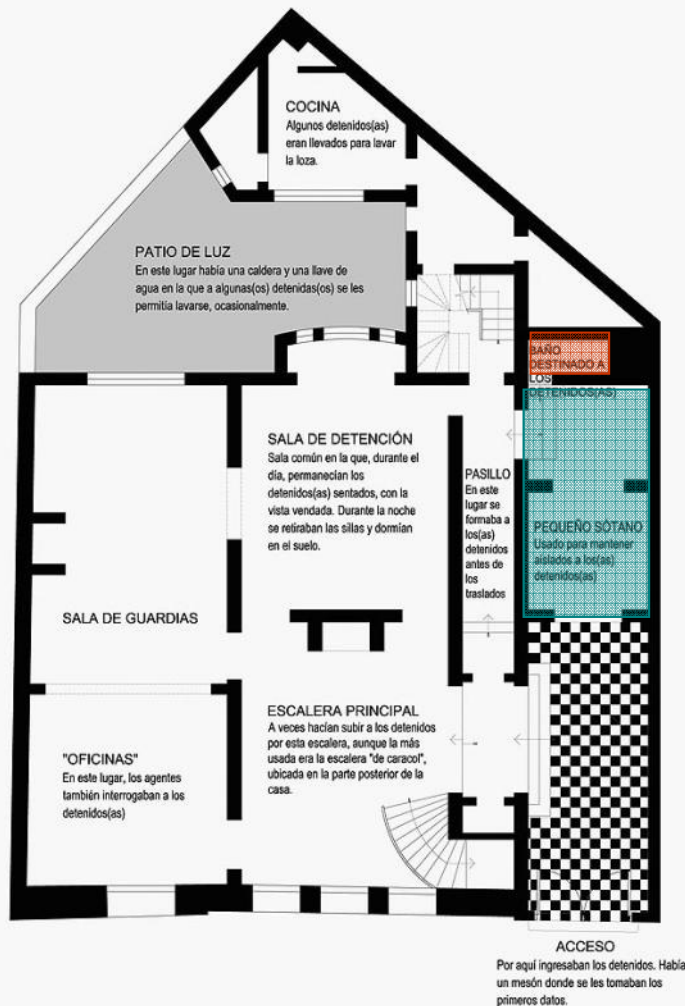 COCINA
Algunos detenidos(as)
eran llevados para lavar
la loza.
PATIO DE LUZ
En este lugar había una caldera y una llave de
agua en la que a algunas(os) detenidas(os) se les
permitía lavarse, ocasionalmente.
BAÑO
DESTINADO A
LOS
DETENIDOS(AS)
SALA DE DETENCIÓN
Sala común en la que, durante el
día, permanecían los
detenidos(as) sentados, con la
vista vendada. Durante la noche
se retiraban las sillas y dormían
en el suelo.
PASILLO
En este
lugar se
formaba a
los(as)
detenidos
antes de
los
traslados
PEQUEÑO SÓTANO
Usado para mantener
aislados a los(as)
detenidos(as)
SALA DE GUARDIAS
ESCALERA PRINCIPAL
A veces hacían subir a los detenidos
por esta escalera, aunque la más
usada era la escalera "de caracol",
ubicada en la parte posterior de la
casa.
"OFICINAS"
En este lugar, los agentes
también interrogaban a los
detenidos(as)
ACCESO
Por aquí ingresaban los detenidos. Había
un mesón donde se les tomaban los
primeros datos.